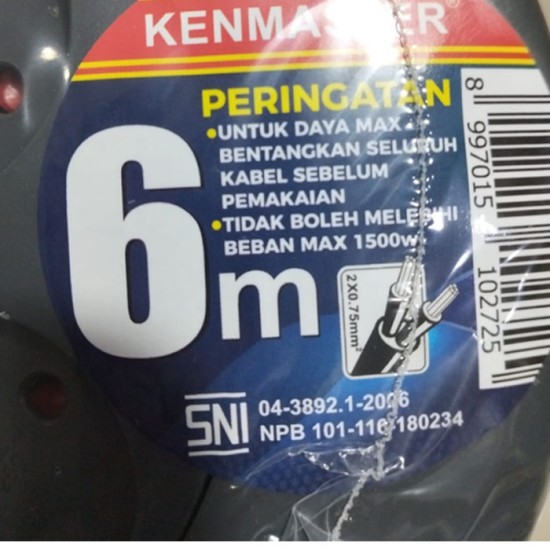 KENMASTER
PERINGATAN
•UNTUK DAYA MAX
BENTANGKAN SELURUH
KABEL SEBELUM
PEMAKAIAN
•TIDAK BOLEH MELEBIHI
BEBAN MAX 1500w
6m
2X0.75mm²
SNI
04-3892.1-2006
NPB 101-116-180234
8 997015 102725